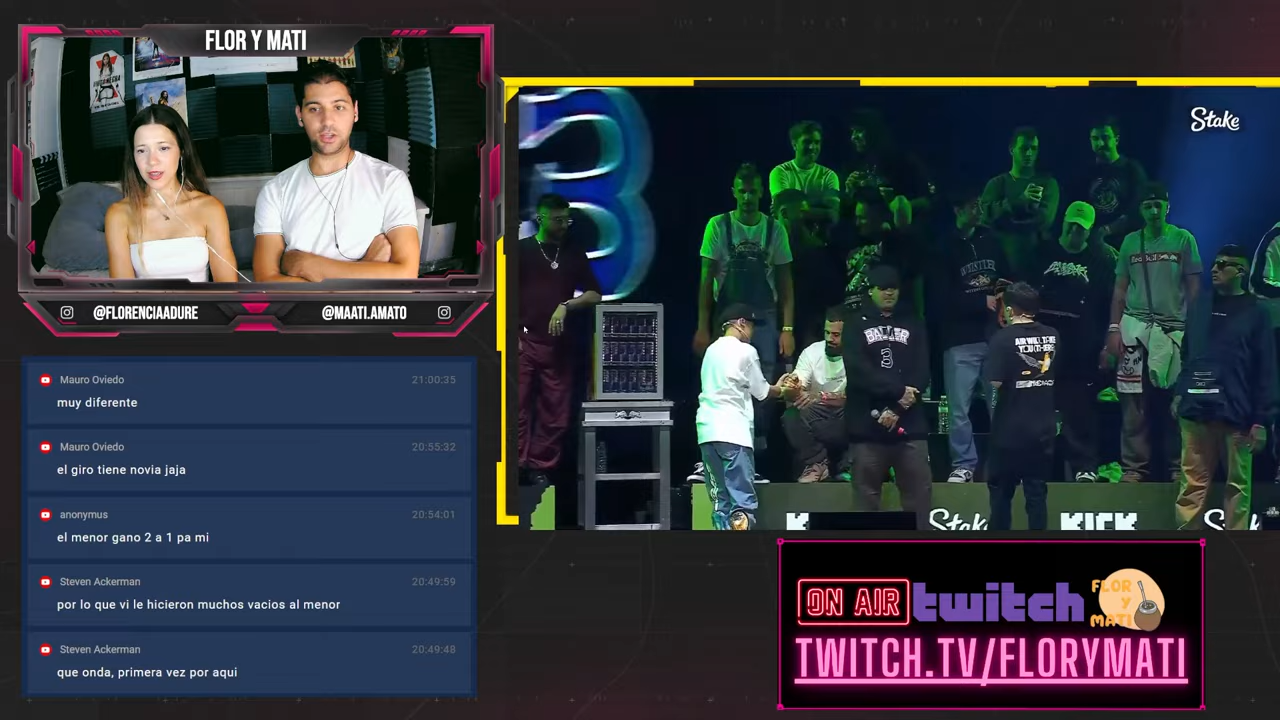 FLOR Y MATI
@FLORENCIAADURE
@MAATI.AMATO
Mauro Oviedo 21:00:35
muy diferente
Mauro Oviedo 20:55:32
el giro tiene novia jaja
anonymus 20:54:01
el menor gano 2 a 1 pa mi
Steven Ackerman 20:49:59
por lo que vi le hicieron muchos vacios al menor
Steven Ackerman 20:49:48
que onda, primera vez por aqui
Stake
BALLER
3
K
Stake
KICK
ON AIR
twitch
FLOR
Y
MATI
TWITCH.TV/FLORYMATI